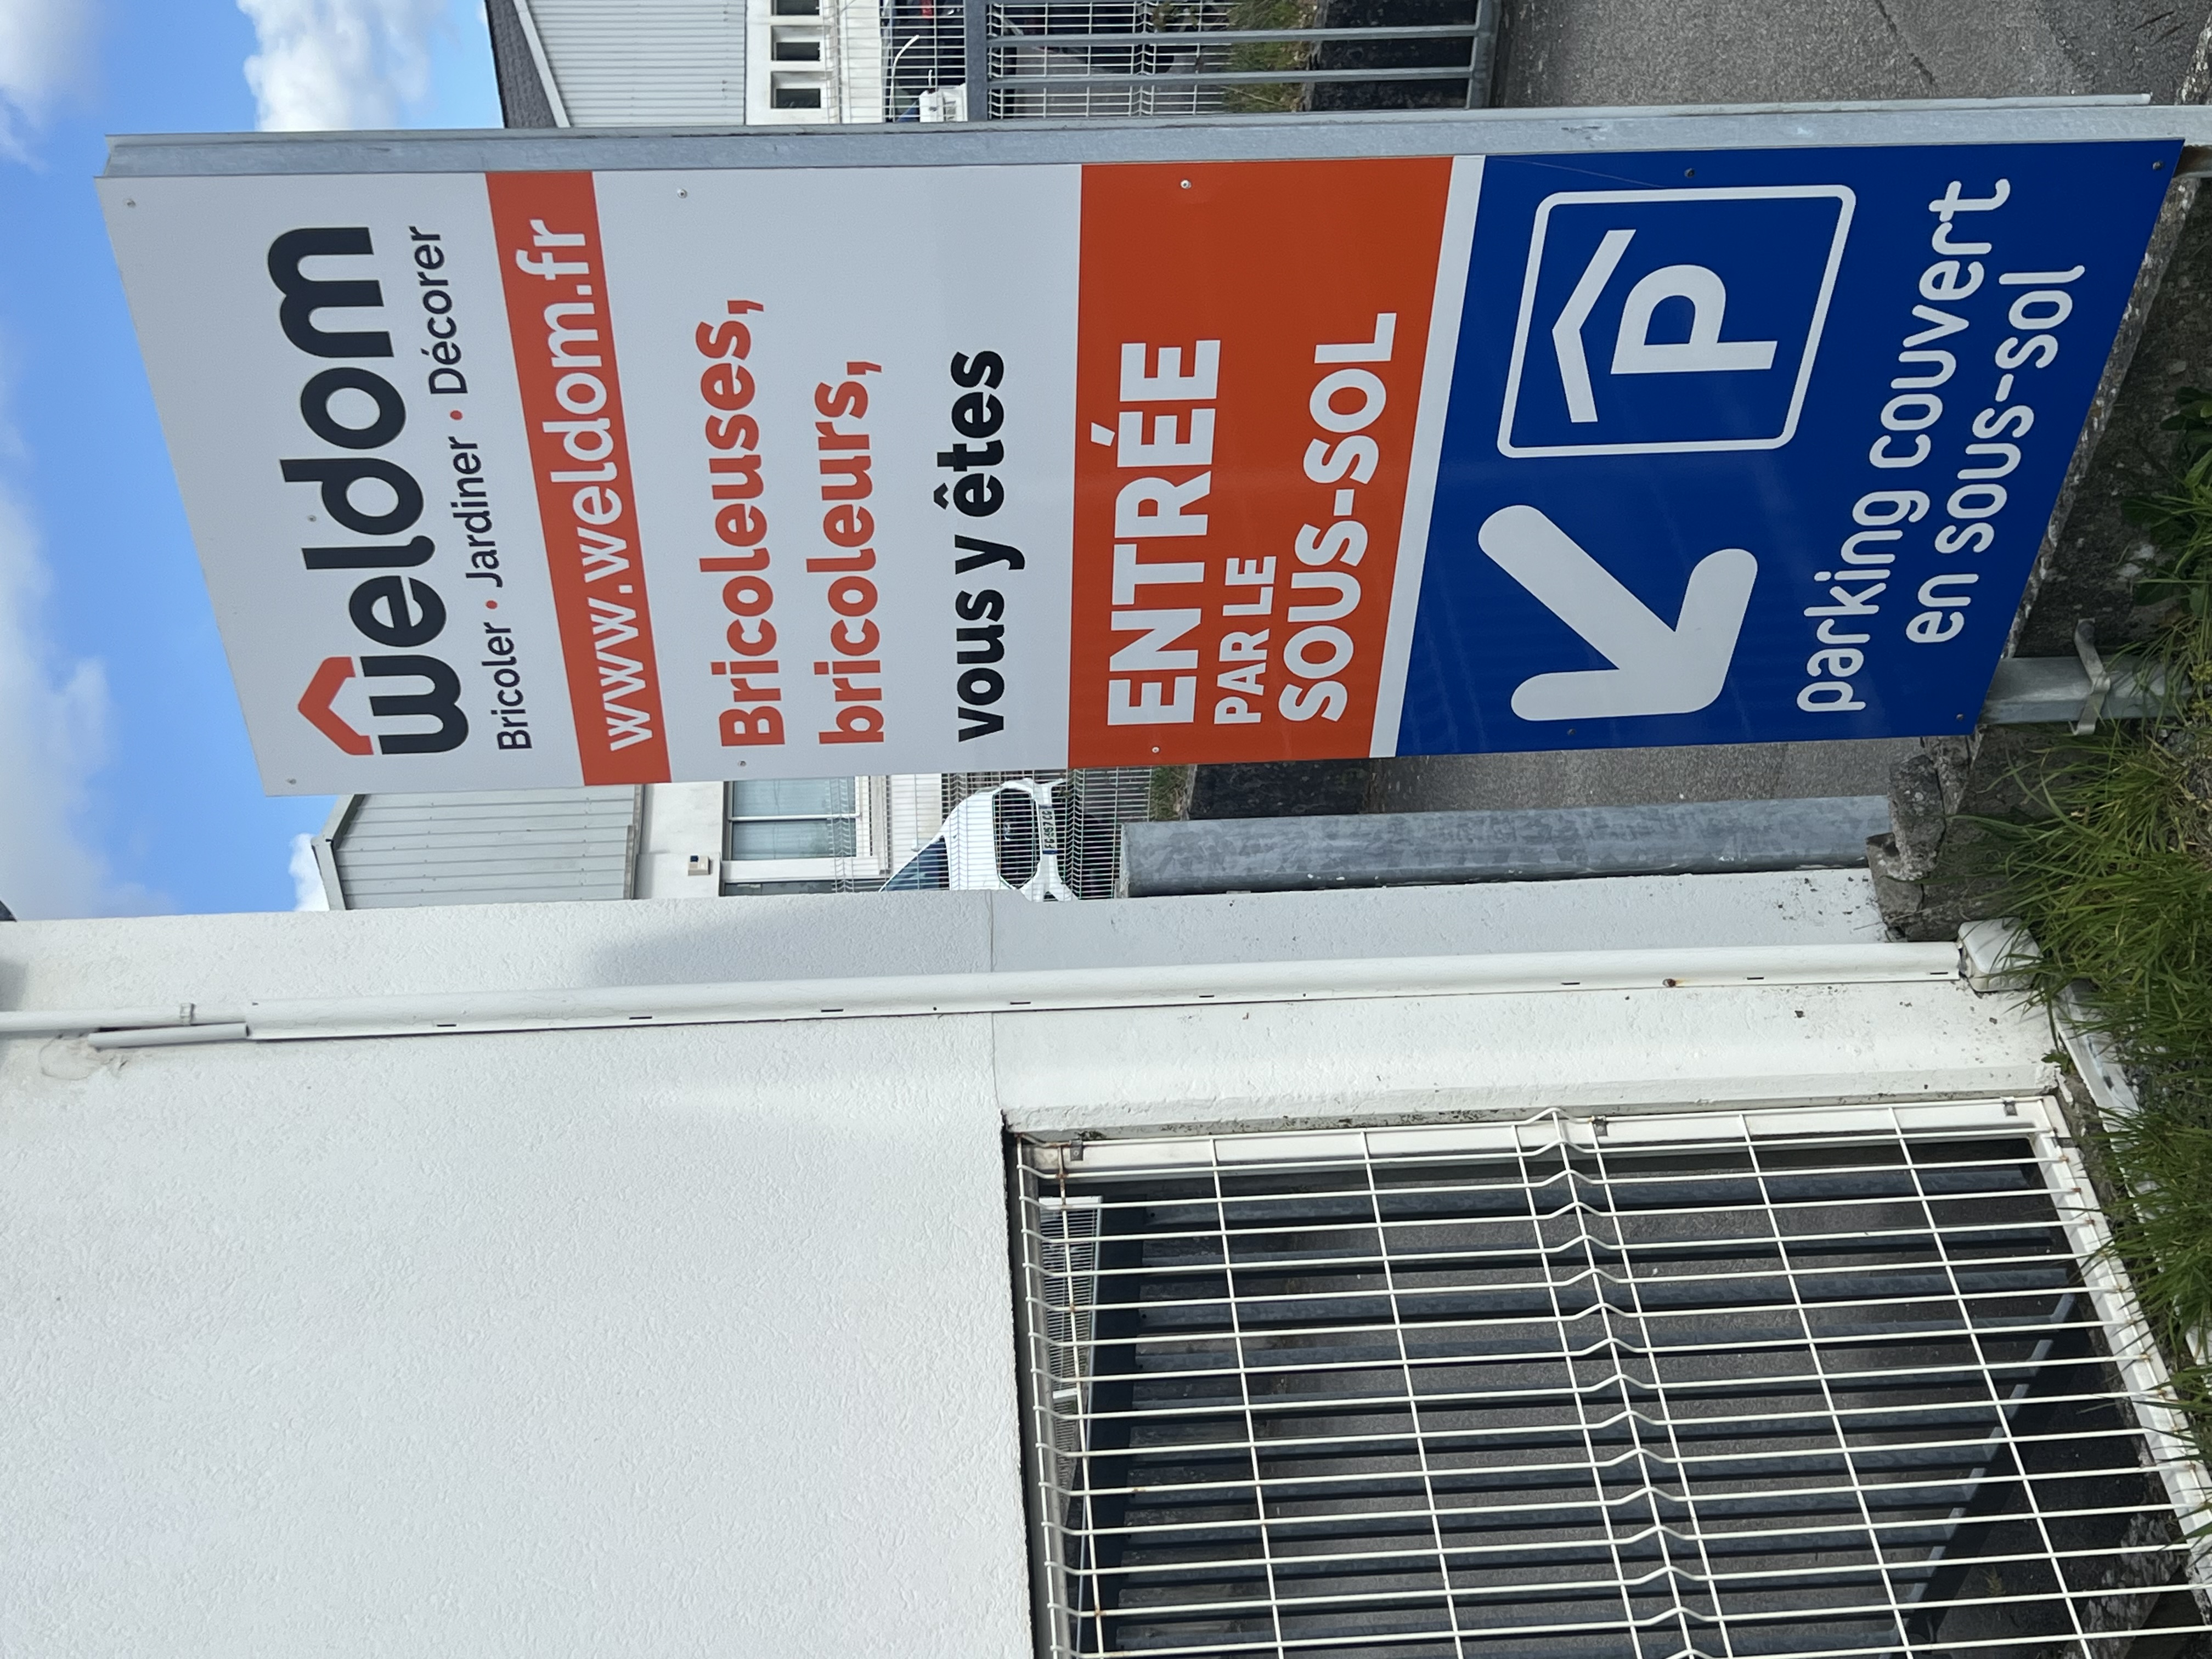 weldom
Bricoler • Jardiner • Décorer
www.weldom.fr
Bricoleuses,
bricoleurs,
vous y êtes
ENTRÉE
PAR LE
SOUS-SOL
P
parking couvert
en sous-sol